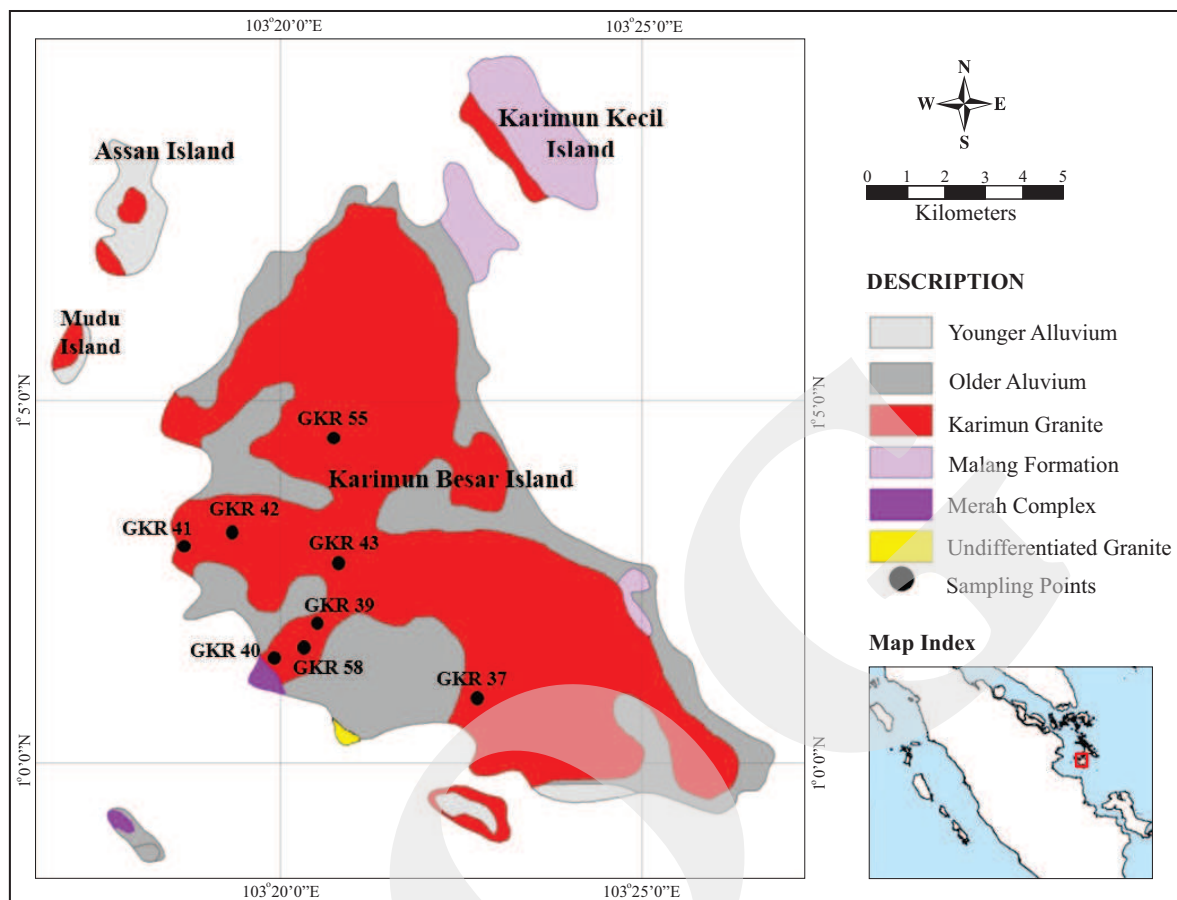 103°20'0"E
103°25'0"E
N
W
E
S
Karimun Kecil
Island
Assan Island
0
1
2
3
4
5
Kilometers
Mudu
Island
DESCRIPTION
Younger Alluvium
Older Aluvium
Karimun Granite
Malang Formation
Merah Complex
Undifferentiated Granite
Sampling Points
1°5'0"N
1°5'0"N
GKR 55
Karimun Besar Island
GKR 42
GKR 41
GKR 43
GKR 39
GKR 40
GKR 58
GKR 37
Map Index
1°0'0"N
1°0'0"N
103°20'0"E
103°25'0"E
G